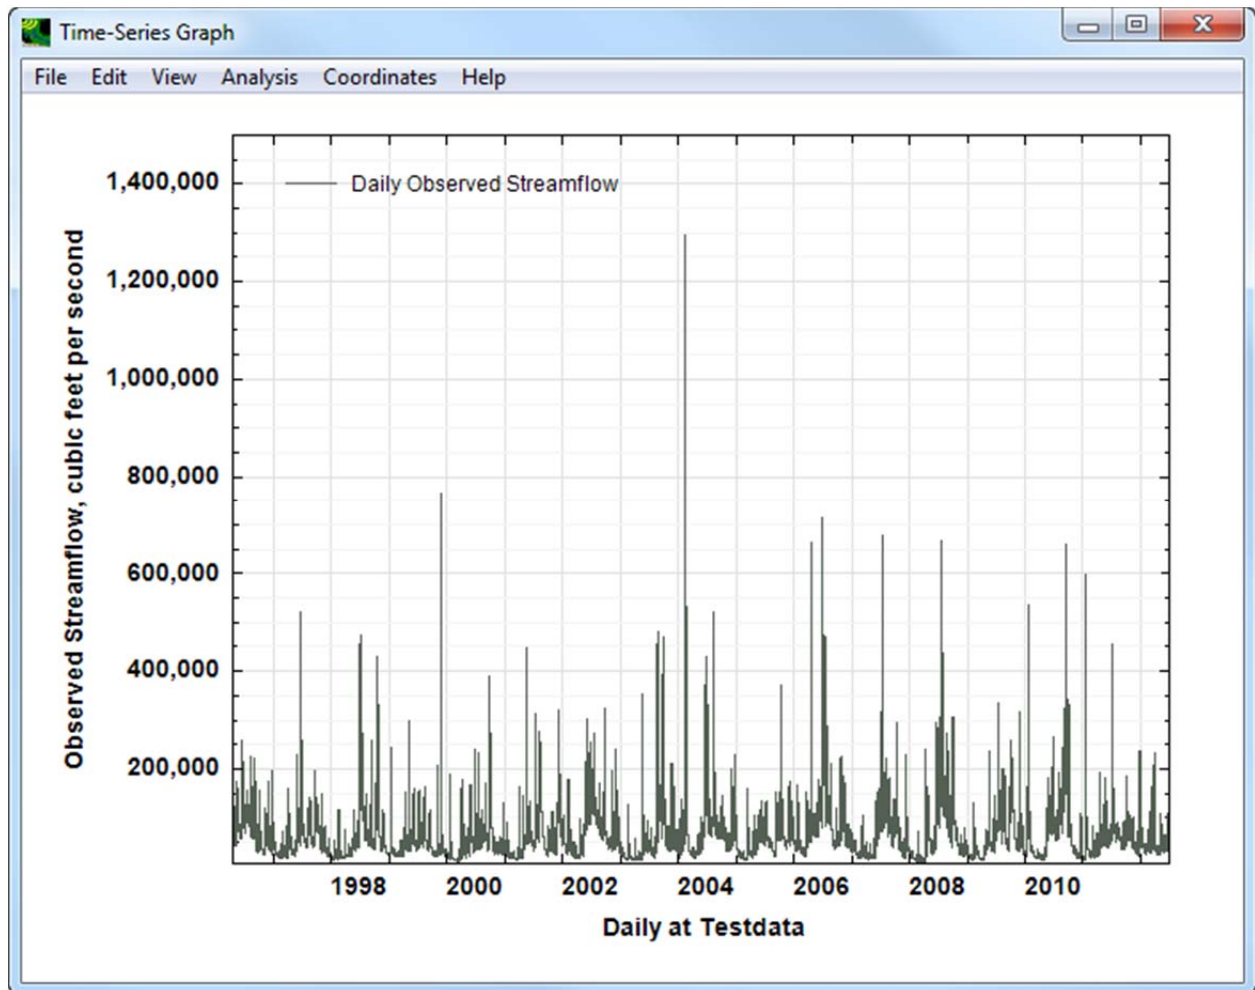 Time-Series Graph
File Edit View Analysis Coordinates Help
Daily Observed Streamflow
Observed Streamflow, cubic feet per second
1,400,000
1,200,000
1,000,000
800,000
600,000
400,000
200,000
1998 2000 2002 2004 2006 2008 2010
Daily at Testdata